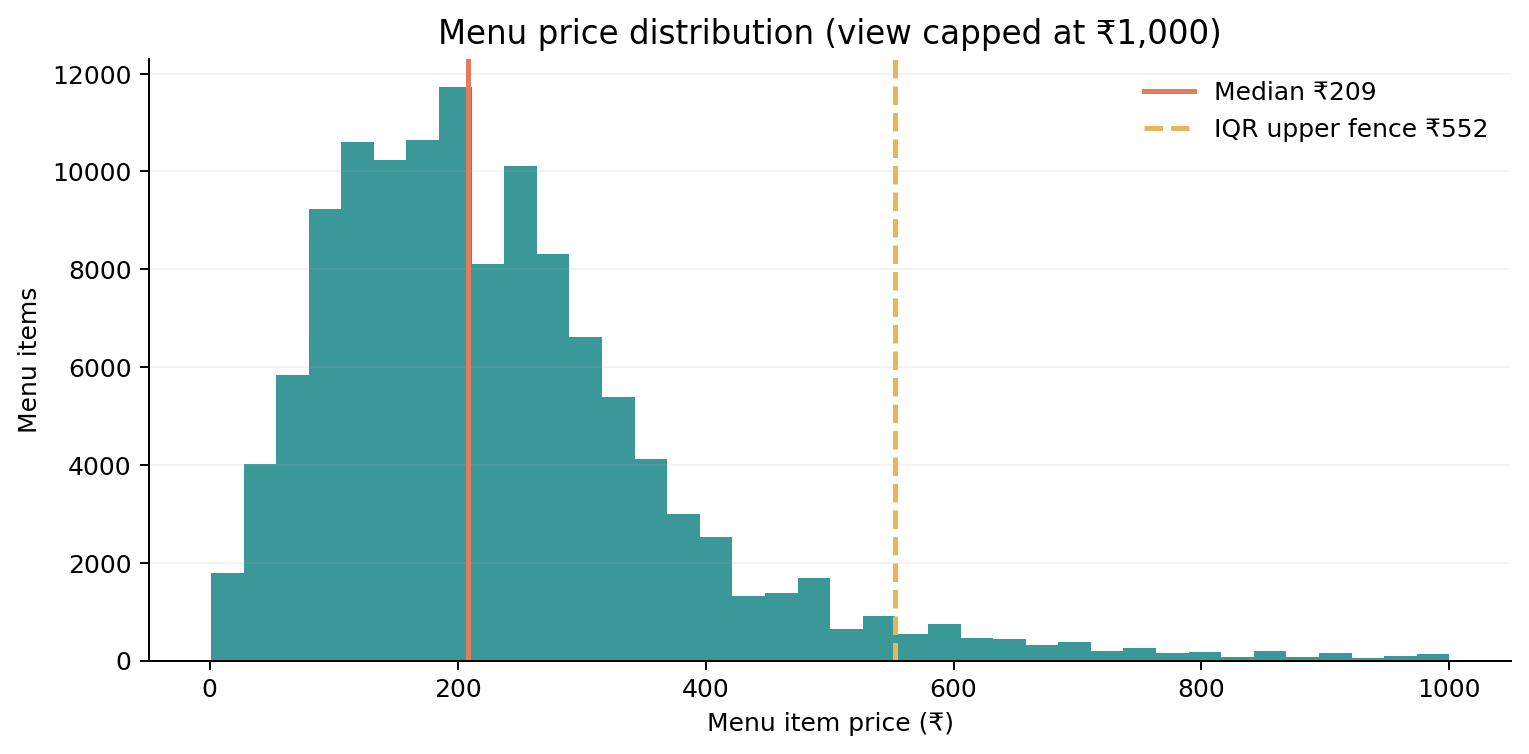 Menu price distribution (view capped at ₹1,000)
12000
10000
8000
6000
4000
2000
0
Menu items
Median ₹209
IQR upper fence ₹552
0 200 400 600 800 1000
Menu item price (₹)